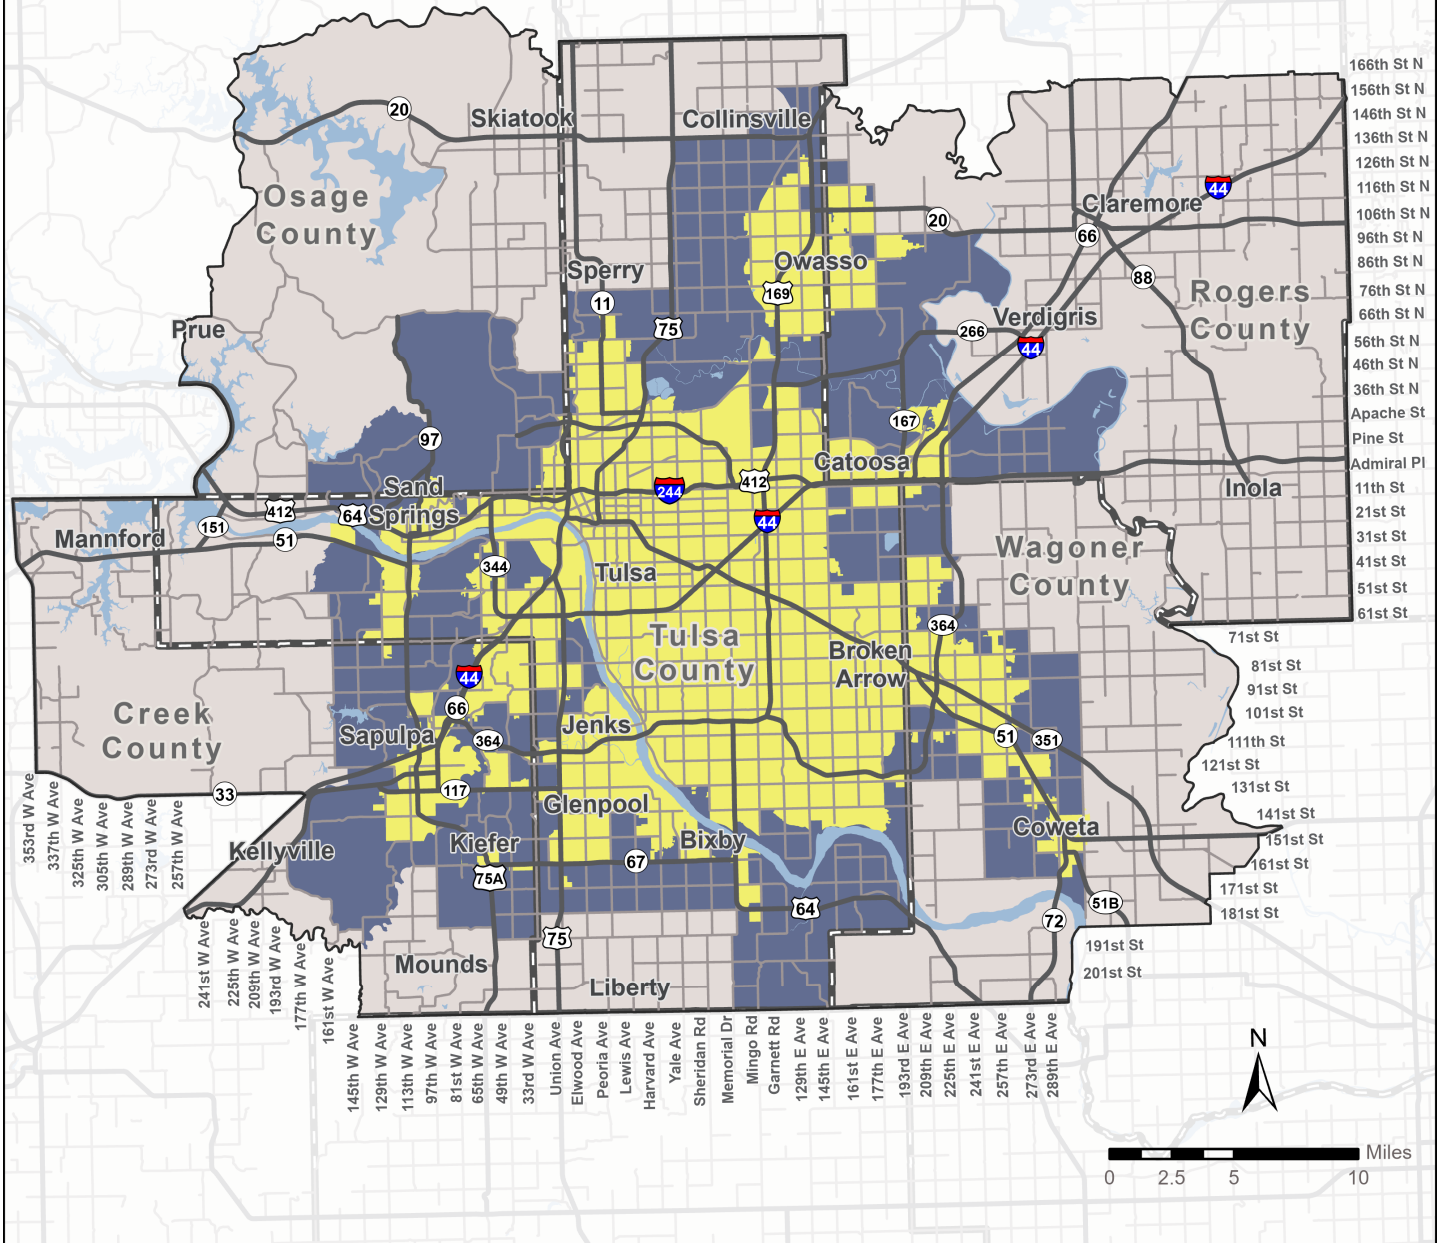 166th St N
156th St N
146th St N
136th St N
126th St N
116th St N
106th St N
96th St N
86th St N
76th St N
66th St N
56th St N
46th St N
36th St N
Apache St
Pine St
Admiral Pl
11th St
21st St
31st St
41st St
51st St
61st St
71st St
81st St
91st St
101st St
111th St
121st St
131st St
141st St
151st St
161st St
171st St
181st St
191st St
201st St
20
Skiatook
Collinsville
Osage
County
Claremore
44
20
66
Sperry
Owasso
11
169
88
Rogers
County
Prue
75
Verdigris
266
44
97
167
Catoosa
Sand
Springs
412
244
412
64
151
51
44
Inola
Mannford
Wagoner
County
344
Tulsa
364
Tulsa
County
Broken
Arrow
44
66
Creek
County
Sapulpa
364
Jenks
51
351
33
117
Glenpool
Kellyville
Kiefer
Bixby
Coweta
67
75A
64
51B
72
75
Mounds
Liberty
353rd W Ave
337th W Ave
325th W Ave
305th W Ave
289th W Ave
273rd W Ave
257th W Ave
241st W Ave
225th W Ave
209th W Ave
193rd W Ave
177th W Ave
161st W Ave
145th W Ave
129th W Ave
113th W Ave
97th W Ave
81st W Ave
65th W Ave
49th W Ave
33rd W Ave
Union Ave
Elwood Ave
Peoria Ave
Lewis Ave
Harvard Ave
Yale Ave
Sheridan Rd
Memorial Dr
Mingo Rd
Garnett Rd
129th E Ave
145th E Ave
161st E Ave
177th E Ave
193rd E Ave
209th E Ave
225th E Ave
241st E Ave
257th E Ave
273rd E Ave
289th E Ave
N
Miles
0 2.5 5 10